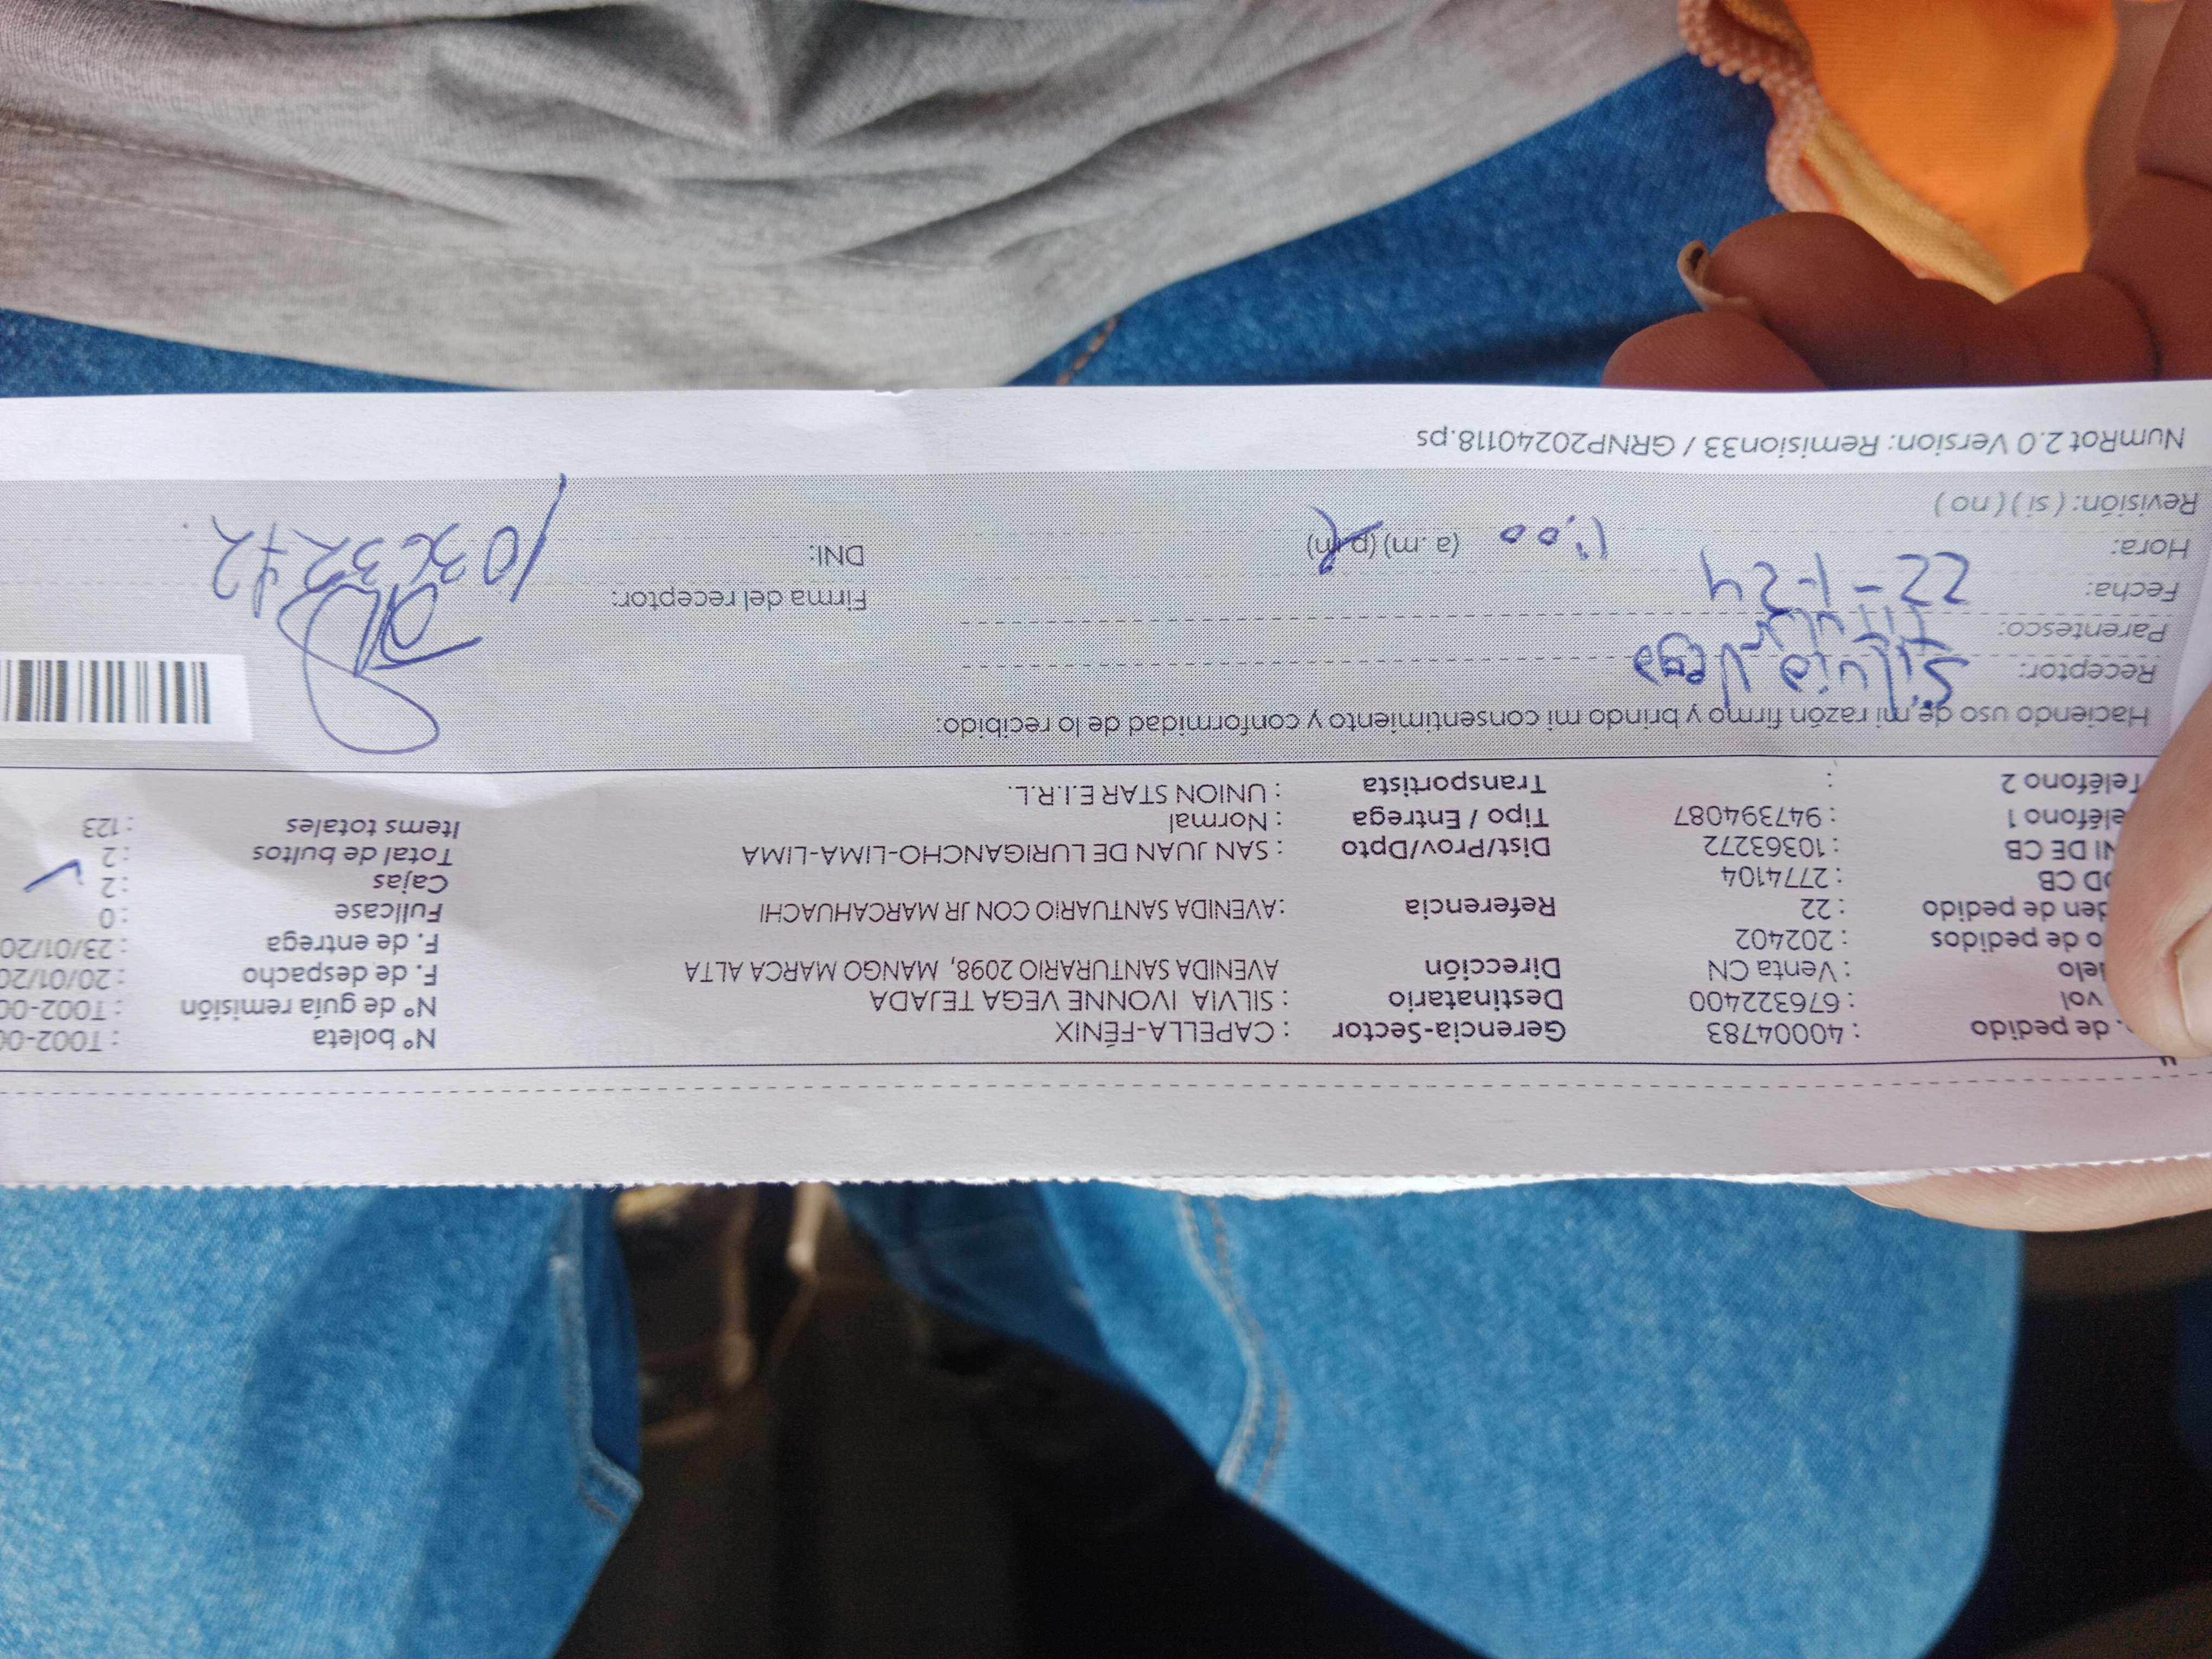 . de pedido : 40004783 Gerencia-Sector : CAPELLA-FÉNIX Nº boleta : T002-00
vol : 676322400 Destinatario : SILVIA IVONNE VEGA TEJADA Nº de guía remisión : T002-00
ielo : Venta CN Dirección AVENIDA SANTURARIO 2098, MANGO MARCA ALTA F. de despacho : 20/01/20
o de pedidos : 202402 F. de entrega : 23/01/20
den de pedido : 22 Referencia : AVENIDA SANTUARIO CON JR MARCAHUACHI Fullcase : 0
OD CB : 2774104 Cajas : 2
NI DE CB : 10363272 Dist/Prov/Dpto : SAN JUAN DE LURIGANCHO-LIMA-LIMA Total de bultos : 2
eléfono 1 : 947394087 Tipo / Entrega : Normal Items totales : 123
Teléfono 2 : Transportista : UNION STAR E.I.R.L.
Haciendo uso de mi razón firmo y brindo mi consentimiento y conformidad de lo recibido:
Receptor: Silvia Vega
Parentesco: Titular
Fecha: 22-1-24 Firma del receptor:
Hora: 1:00 (a.m) (p.m) DNI: 10363272
Revisión: ( si ) ( no )
NumRot 2.0 Version: Remision33 / GRNP20240118.ps